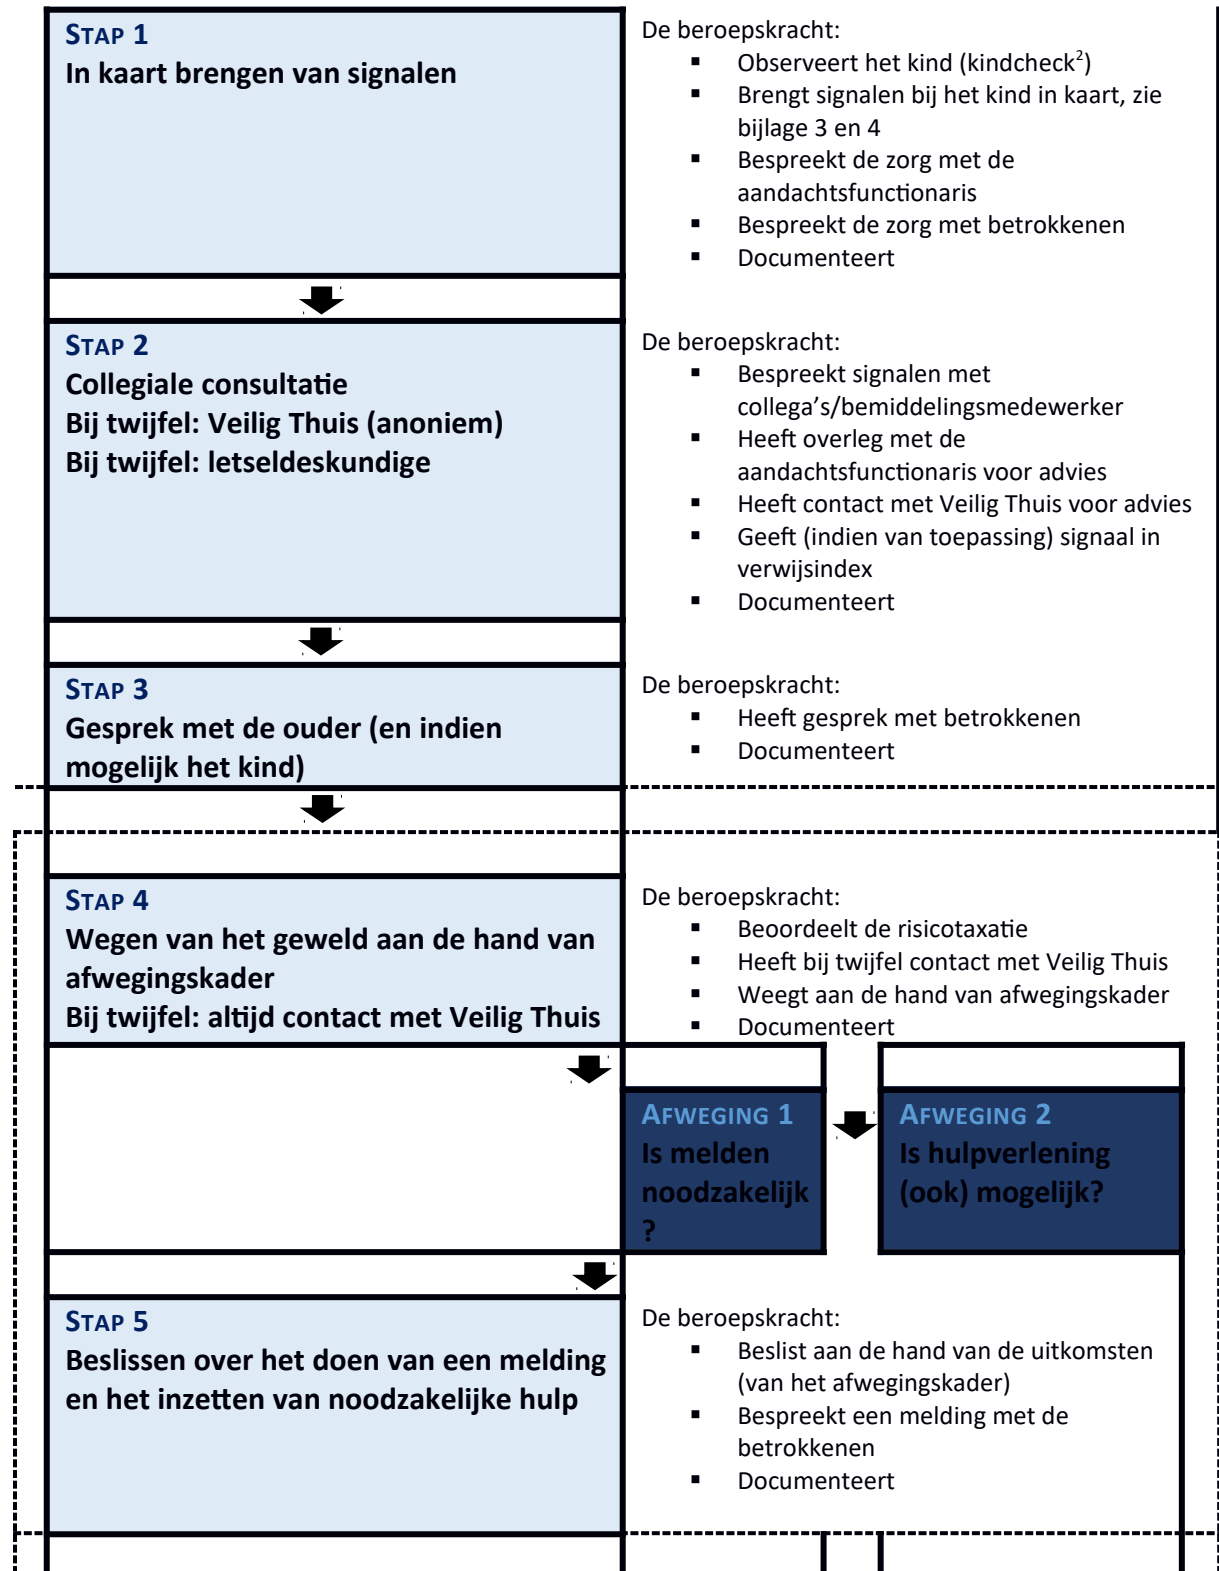 STAP 1
In kaart brengen van signalen
De beroepskracht:
▪ Observeert het kind (kindcheck²)
▪ Brengt signalen bij het kind in kaart, zie
bijlage 3 en 4
▪ Bespreekt de zorg met de
aandachtsfunctionaris
▪ Bespreekt de zorg met betrokkenen
▪ Documenteert
STAP 2
Collegiale consultatie
Bij twijfel: Veilig Thuis (anoniem)
Bij twijfel: letseldeskundige
De beroepskracht:
▪ Bespreekt signalen met
collega’s/bemiddelingsmedewerker
▪ Heeft overleg met de
aandachtsfunctionaris voor advies
▪ Heeft contact met Veilig Thuis voor advies
▪ Geeft (indien van toepassing) signaal in
verwijsindex
▪ Documenteert
STAP 3
Gesprek met de ouder (en indien
mogelijk het kind)
De beroepskracht:
▪ Heeft gesprek met betrokkenen
▪ Documenteert
STAP 4
Wegen van het geweld aan de hand van
afwegingskader
Bij twijfel: altijd contact met Veilig Thuis
De beroepskracht:
▪ Beoordeelt de risicotaxatie
▪ Heeft bij twijfel contact met Veilig Thuis
▪ Weegt aan de hand van afwegingskader
▪ Documenteert
AFWEGING 1
Is melden
noodzakelijk
?
AFWEGING 2
Is hulpverlening
(ook) mogelijk?
STAP 5
Beslissen over het doen van een melding
en het inzetten van noodzakelijke hulp
De beroepskracht:
▪ Beslist aan de hand van de uitkomsten
(van het afwegingskader)
▪ Bespreekt een melding met de
betrokkenen
▪ Documenteert